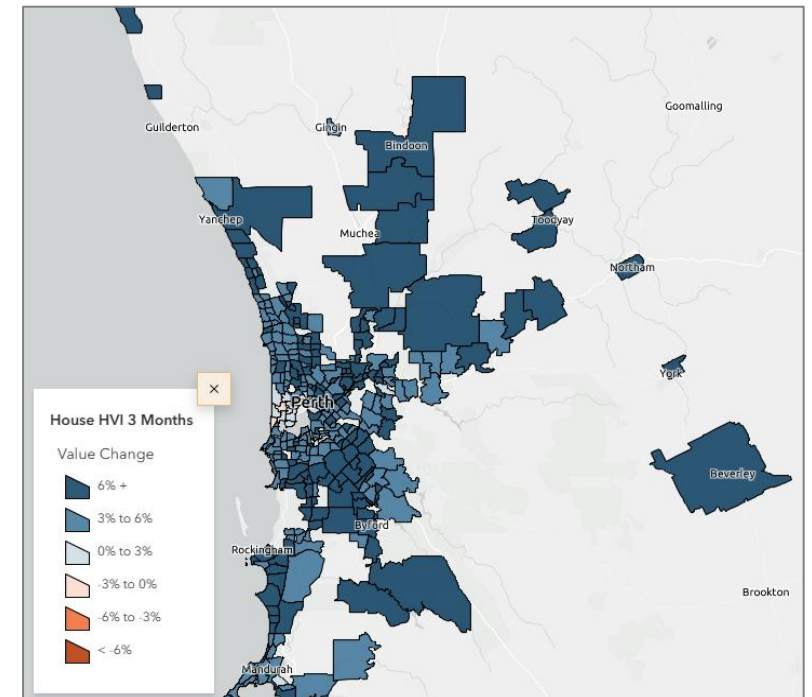 Goomalling
Guilderton
Gingin
Bindoon
Yanchep
Toodyay
Muchea
Northam
York
×
House HVI 3 Months
Perth
Value Change
Beverley
6% +
3% to 6%
Byford
0% to 3%
Rockingham
-3% to 0%
Brookton
-6% to -3%
< -6%
Mandurah